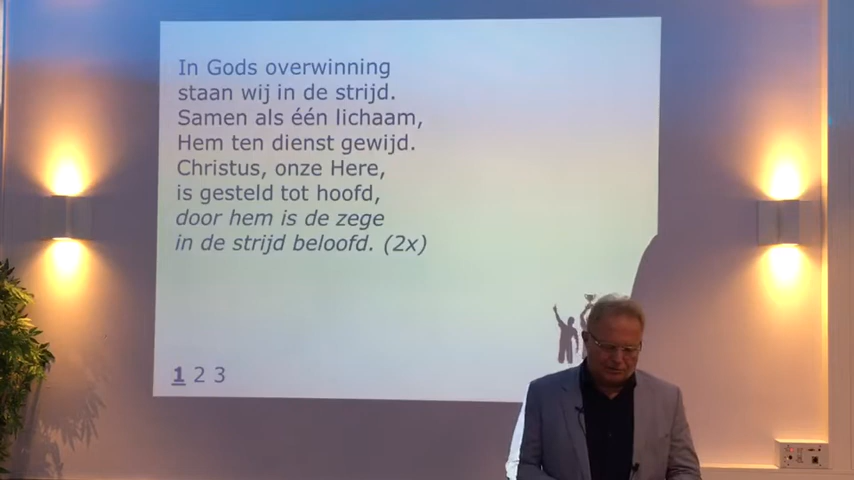 In Gods overwinning
staan wij in de strijd.
Samen als één lichaam,
Hem ten dienst gewijd.
Christus, onze Here,
is gesteld tot hoofd,
door hem is de zege
in de strijd beloofd. (2x)
1 2 3